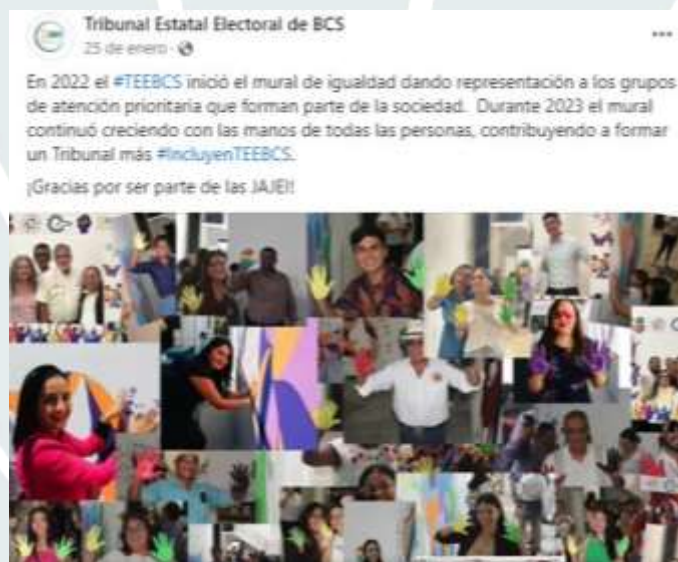 Tribunal Estatal Electoral de BCS
25 de enero ·
En 2022 el #TEEBCS inició el mural de igualdad dando representación a los grupos
de atención prioritaria que forman parte de la sociedad. Durante 2023 el mural
continuó creciendo con las manos de todas las personas, contribuyendo a formar
un Tribunal más #IncluyenTEEBCS.
¡Gracias por ser parte de las JAJEI!